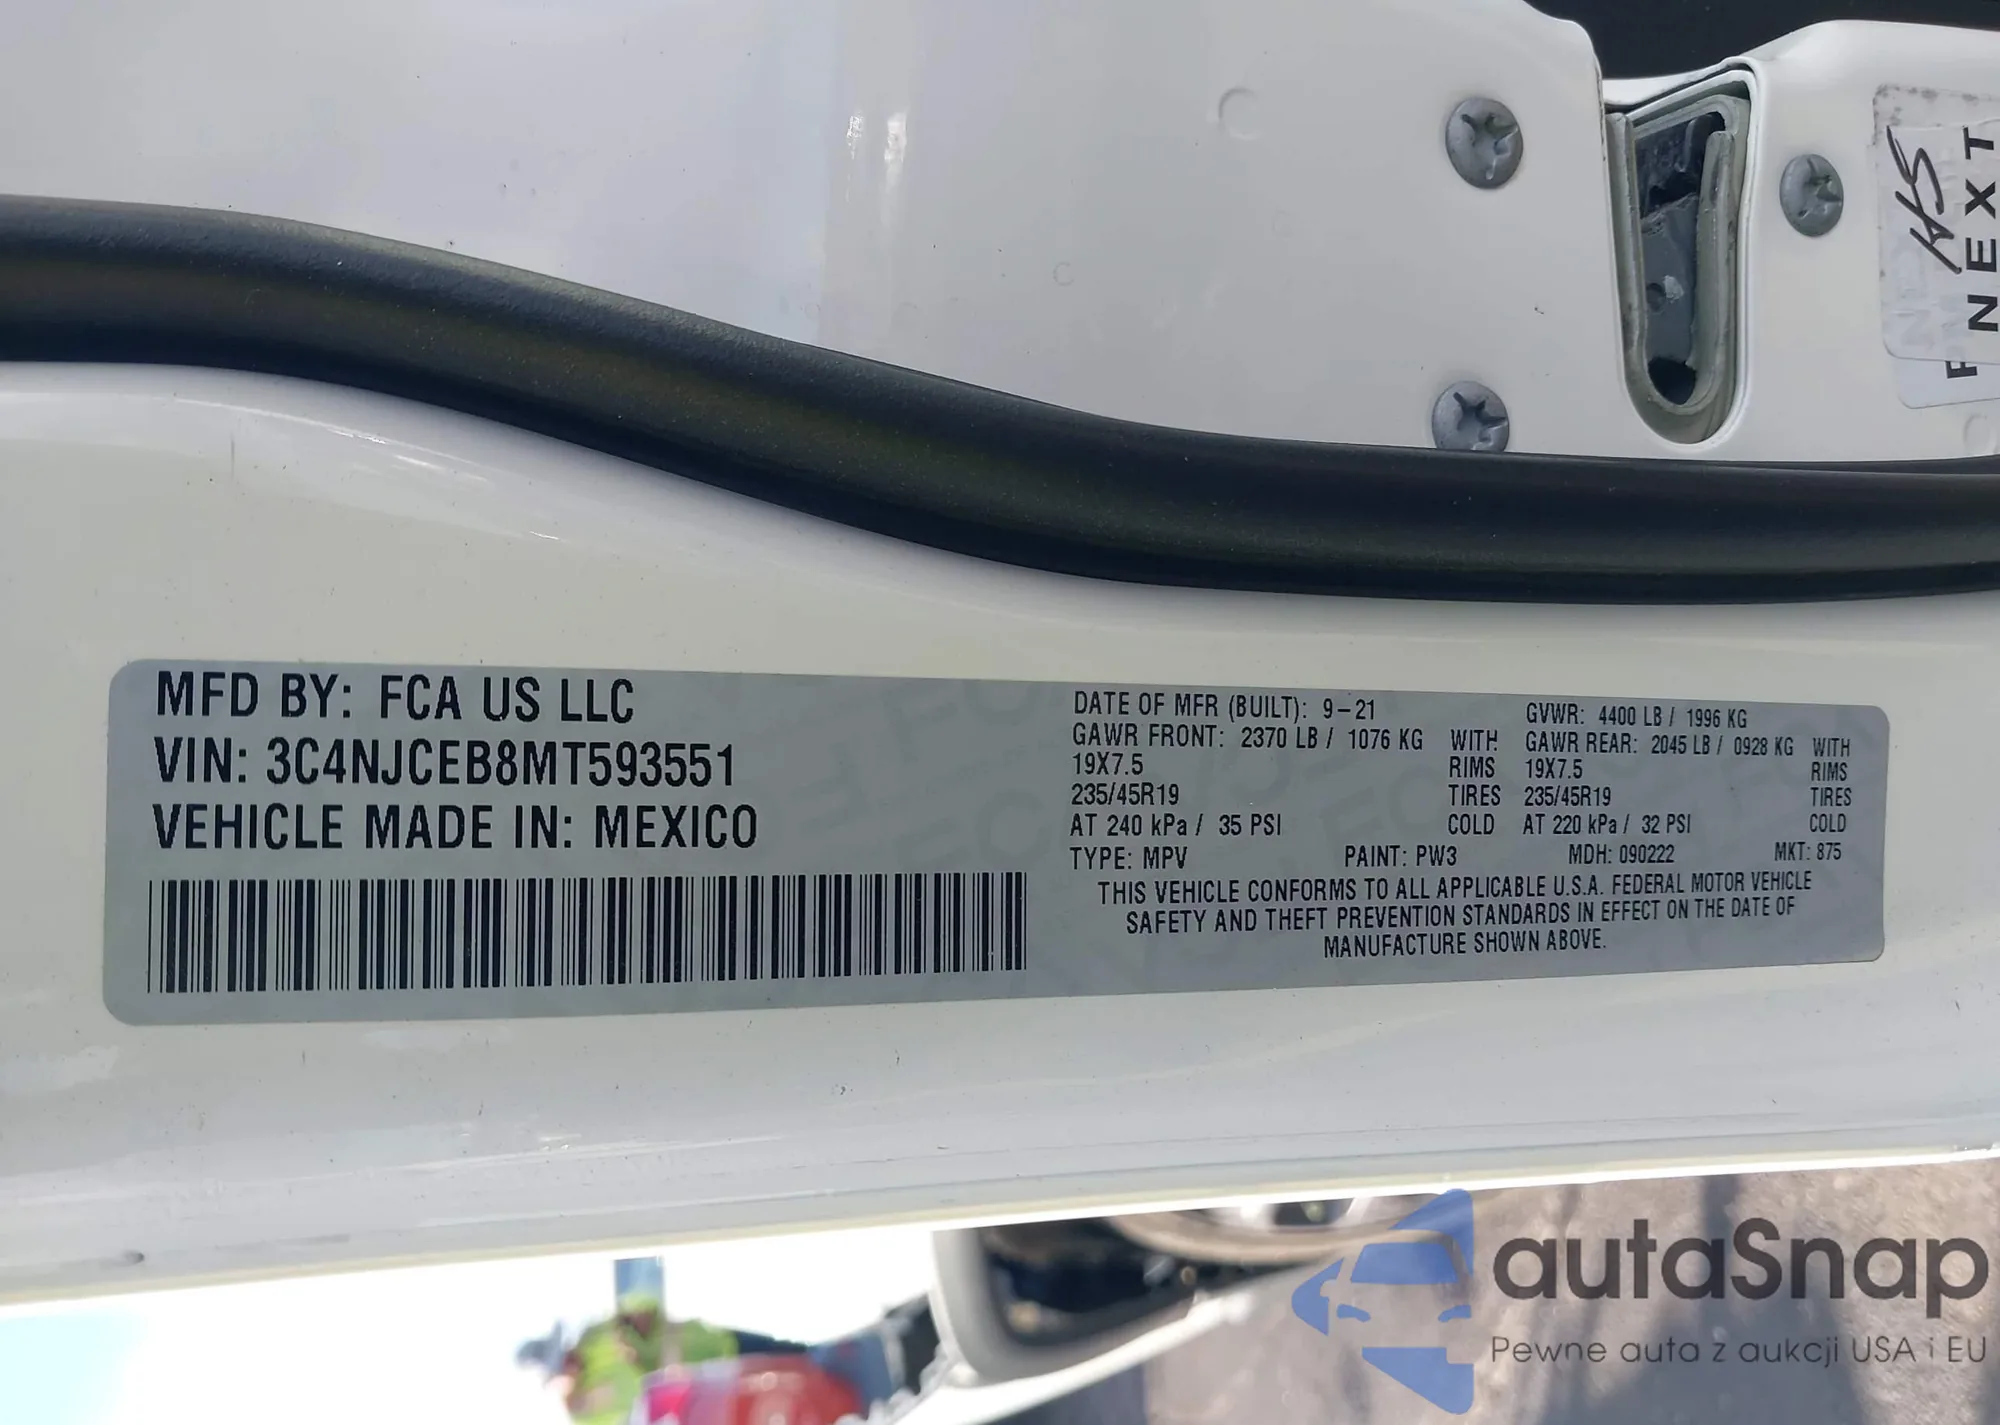 HS
NEXT
MFD BY: FCA US LLC
VIN: 3C4NJCEB8MT593551
VEHICLE MADE IN: MEXICO
DATE OF MFR (BUILT): 9-21 GVWR: 4400 LB / 1996 KG
GAWR FRONT: 2370 LB / 1076 KG WITH GAWR REAR: 2045 LB / 0928 KG WITH
19X7.5 RIMS 19X7.5 RIMS
235/45R19 TIRES 235/45R19 TIRES
AT 240 kPa / 35 PSI COLD AT 220 kPa / 32 PSI COLD
TYPE: MPV PAINT: PW3 MDH: 090222 MKT: 875
THIS VEHICLE CONFORMS TO ALL APPLICABLE U.S.A. FEDERAL MOTOR VEHICLE
SAFETY AND THEFT PREVENTION STANDARDS IN EFFECT ON THE DATE OF
MANUFACTURE SHOWN ABOVE.
autaSnap
Pewne auta z aukcji USA i EU